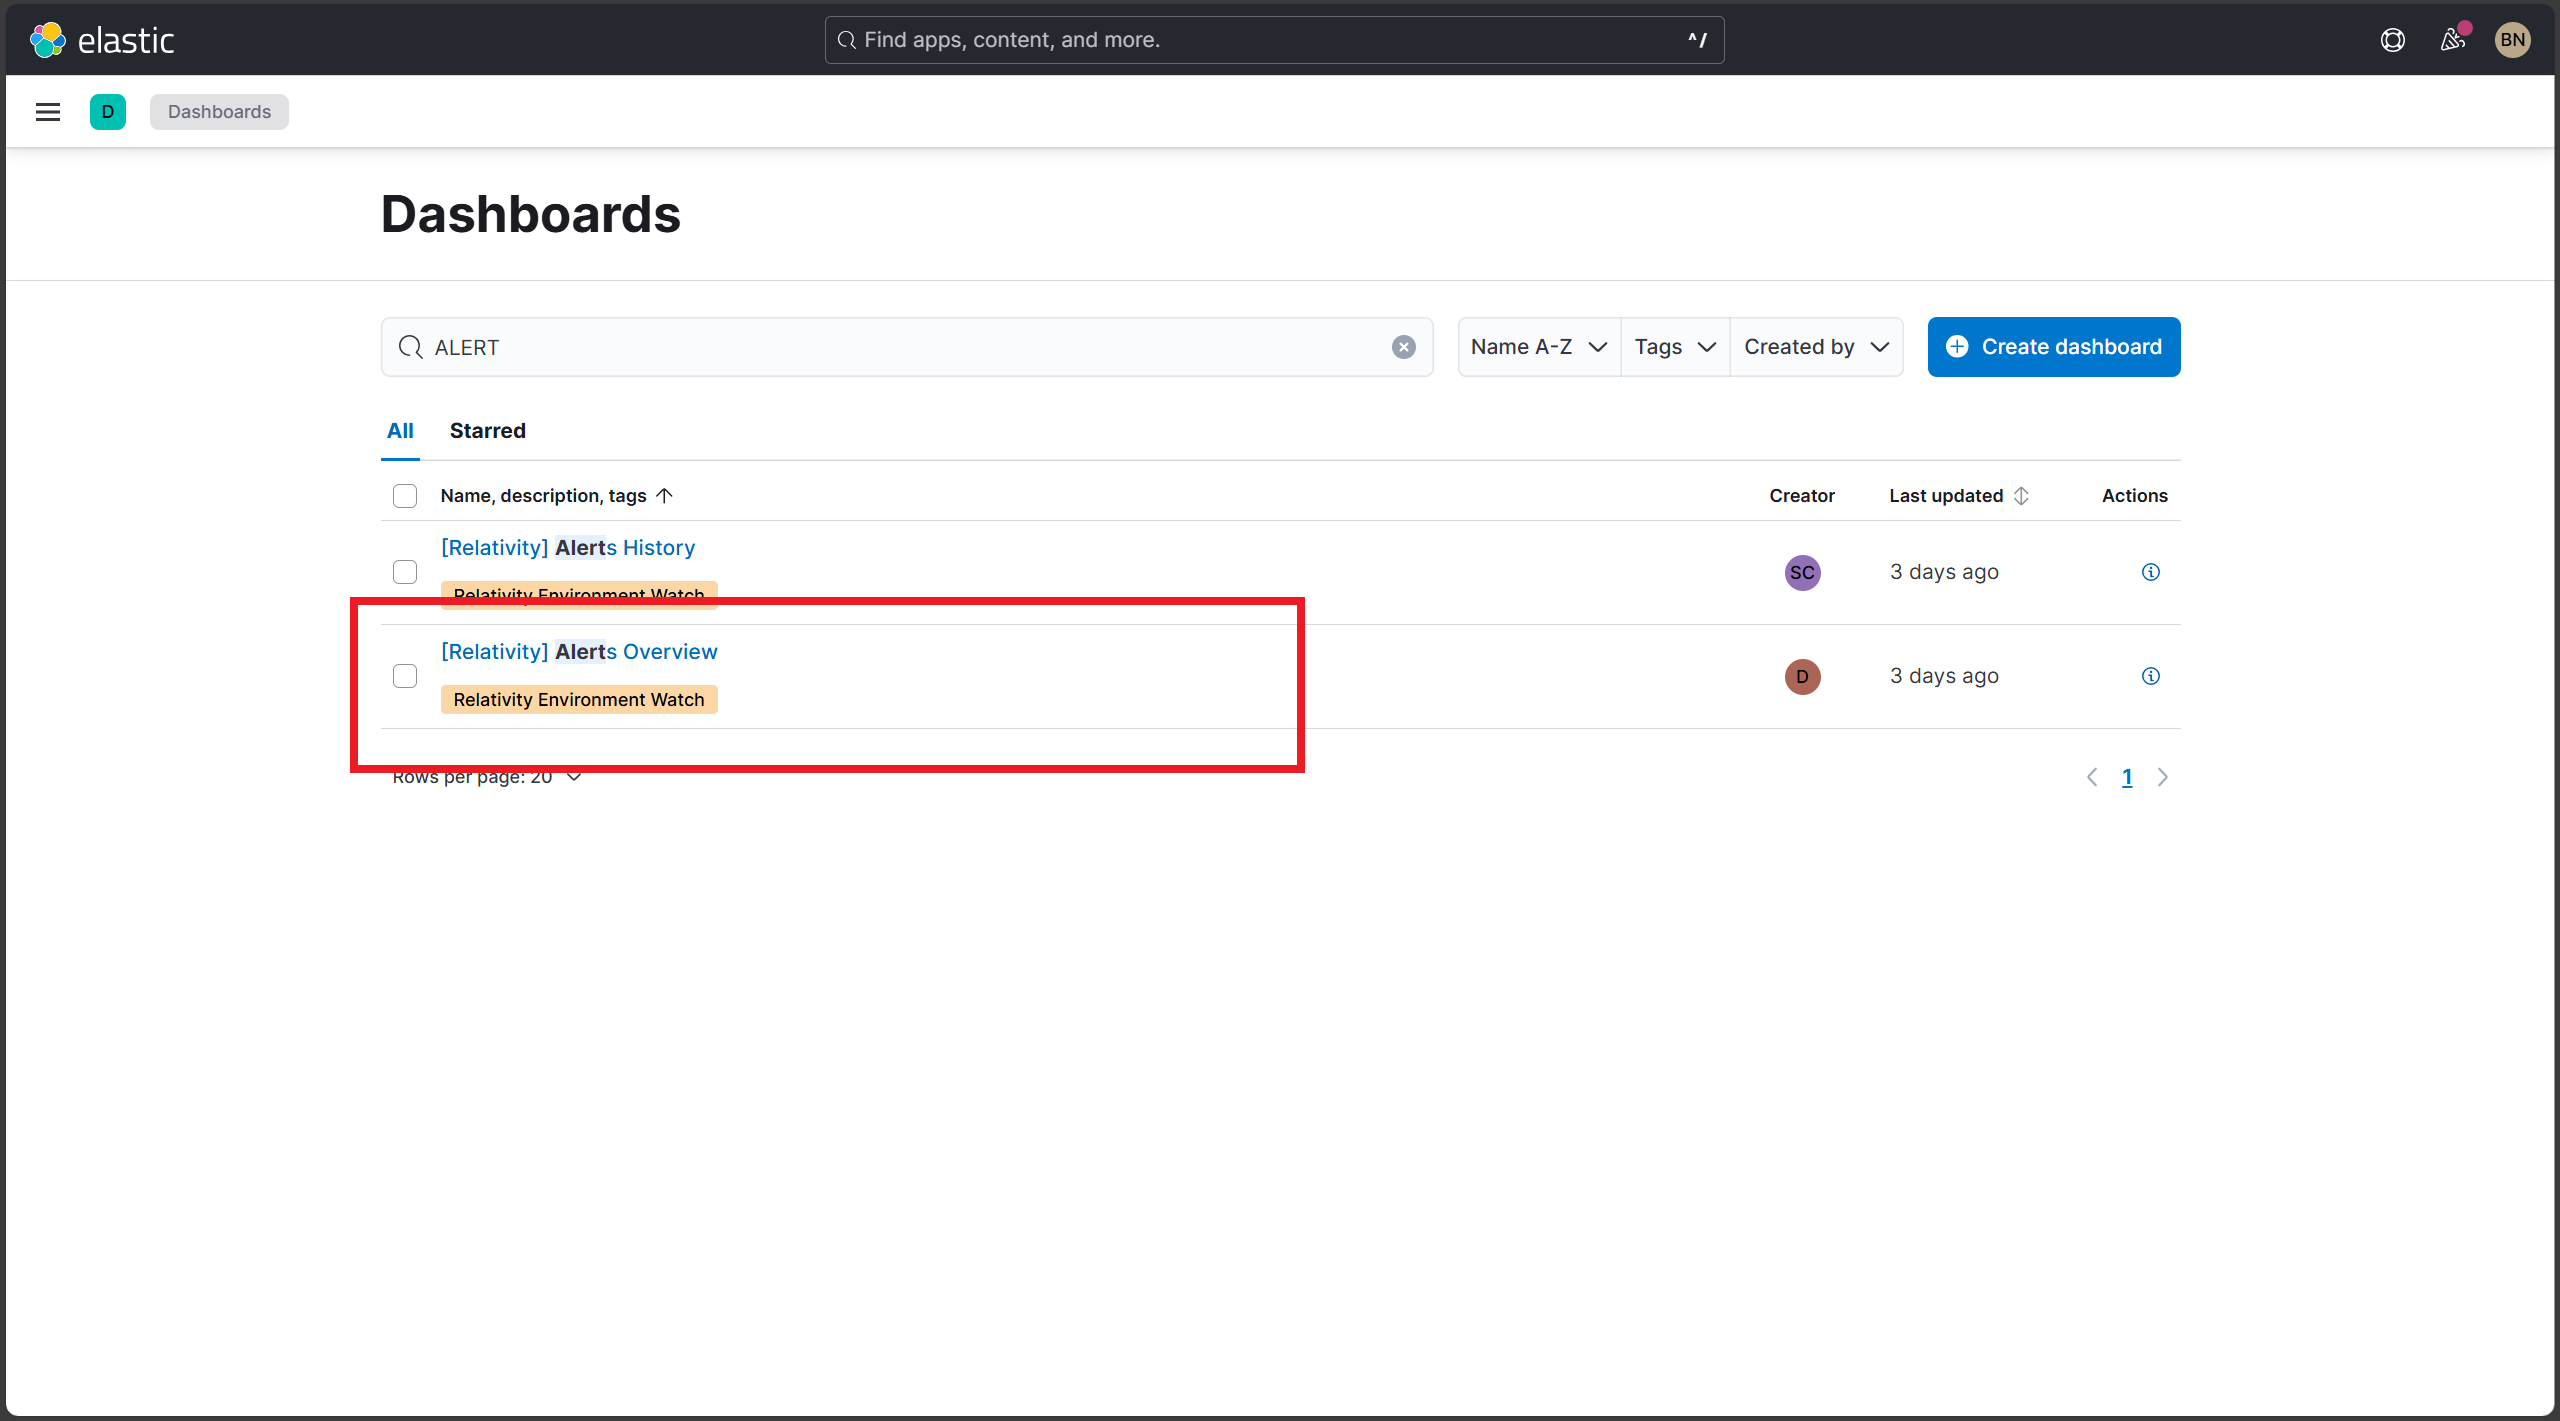 elastic
Find apps, content, and more.
^/
BN
D
Dashboards
Dashboards
ALERT
Name A-Z
Tags
Created by
Create dashboard
All
Starred
Name, description, tags
Creator
Last updated
Actions
[Relativity] Alerts History
Relativity Environment Watch
SC
3 days ago
[Relativity] Alerts Overview
Relativity Environment Watch
D
3 days ago
Rows per page: 20
1